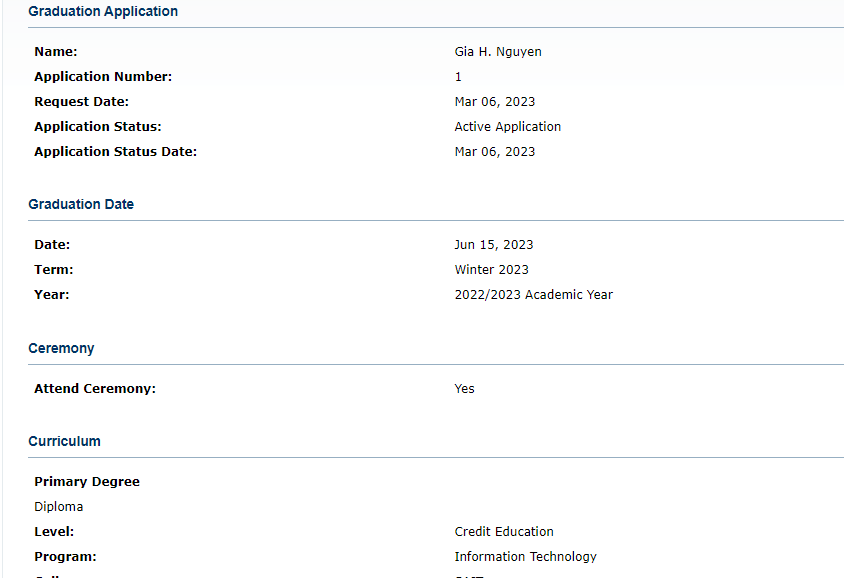 Graduation Application
Name: Gia H. Nguyen
Application Number: 1
Request Date: Mar 06, 2023
Application Status: Active Application
Application Status Date: Mar 06, 2023
Graduation Date
Date: Jun 15, 2023
Term: Winter 2023
Year: 2022/2023 Academic Year
Ceremony
Attend Ceremony: Yes
Curriculum
Primary Degree
Diploma
Level: Credit Education
Program: Information Technology